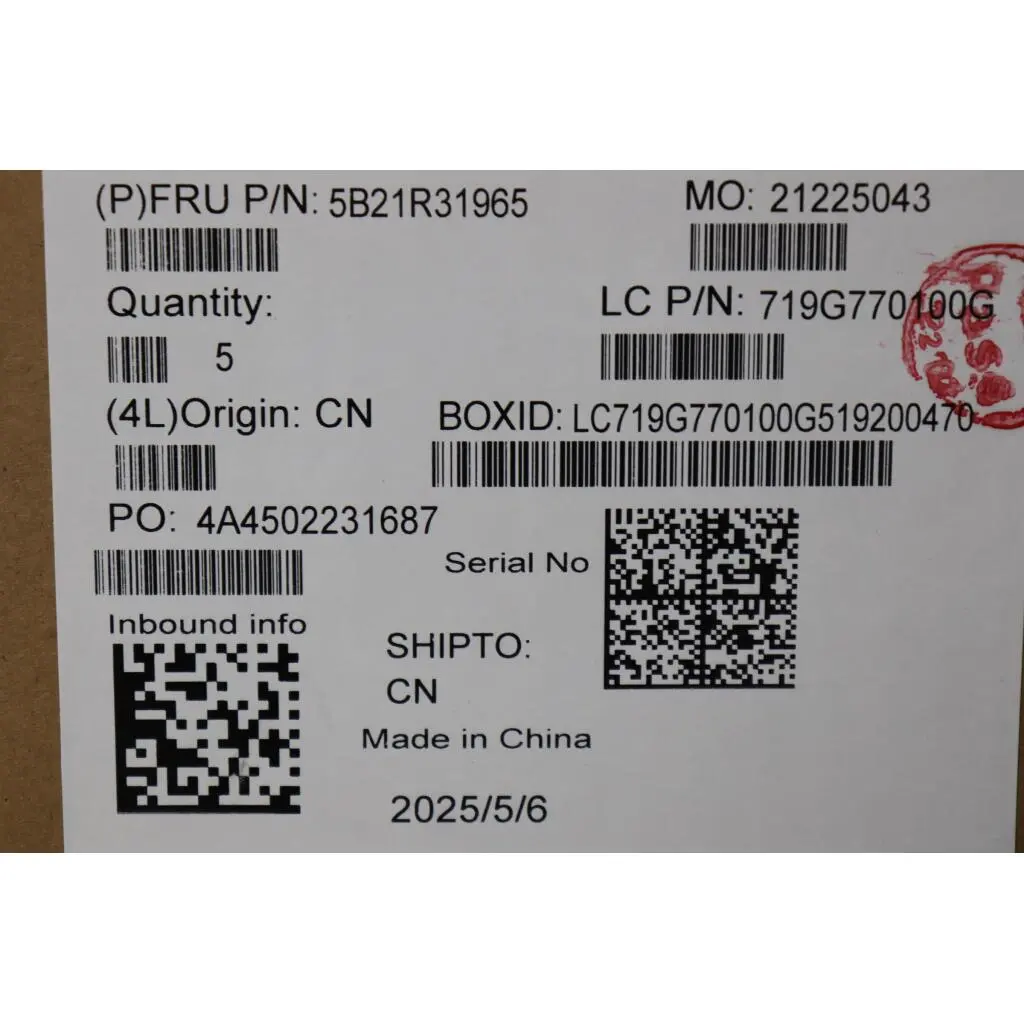 (P)FRU P/N: 5B21R31965
MO: 21225043
Quantity:
5
LC P/N: 719G770100G
(4L)Origin: CN
BOXID: LC719G770100G519200470
PO: 4A4502231687
Serial No
Inbound info
SHIPTO:
CN
Made in China
2025/5/6